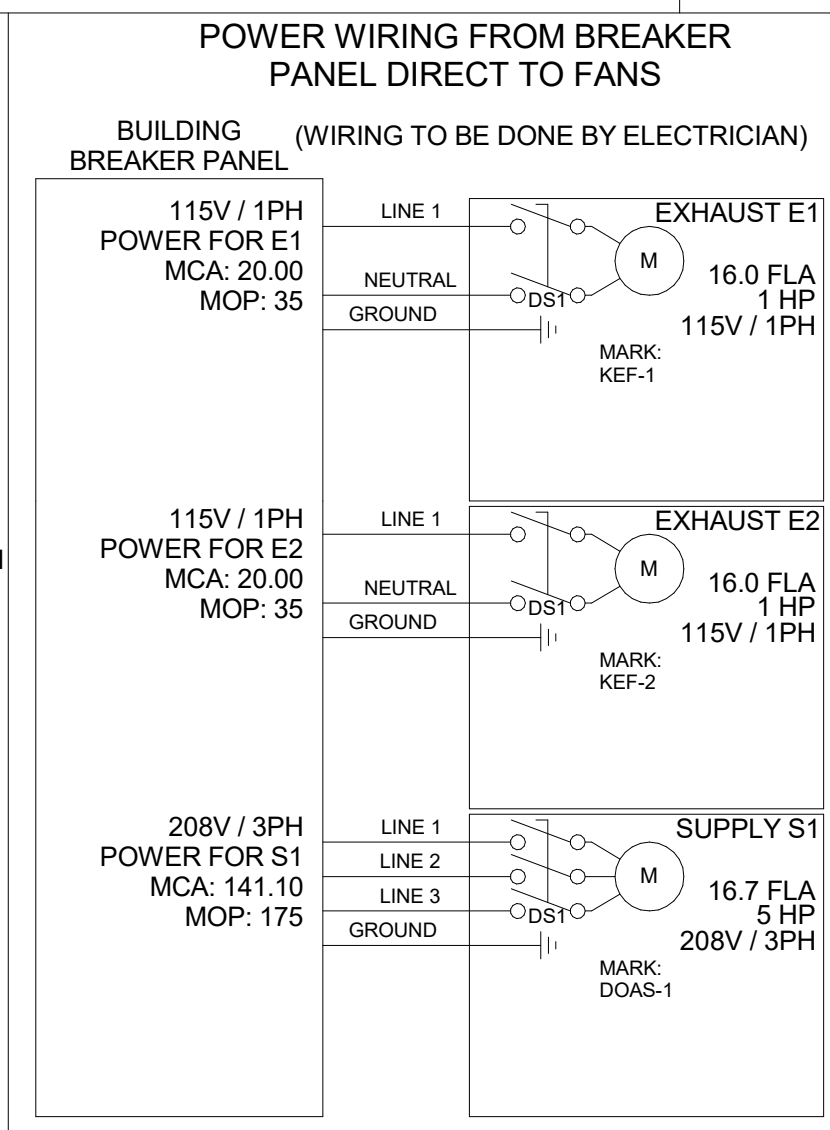 POWER WIRING FROM BREAKER
PANEL DIRECT TO FANS
BUILDING
BREAKER PANEL
(WIRING TO BE DONE BY ELECTRICIAN)
115V / 1PH
POWER FOR E1
MCA: 20.00
MOP: 35
LINE 1
NEUTRAL
GROUND
DS1
M
EXHAUST E1
16.0 FLA
1 HP
115V / 1PH
MARK:
KEF-1
115V / 1PH
POWER FOR E2
MCA: 20.00
MOP: 35
LINE 1
NEUTRAL
GROUND
DS1
M
EXHAUST E2
16.0 FLA
1 HP
115V / 1PH
MARK:
KEF-2
208V / 3PH
POWER FOR S1
MCA: 141.10
MOP: 175
LINE 1
LINE 2
LINE 3
GROUND
DS1
M
SUPPLY S1
16.7 FLA
5 HP
208V / 3PH
MARK:
DOAS-1